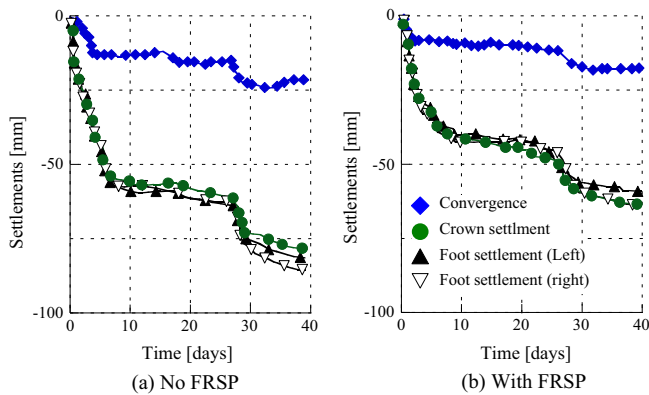 0
-50
-100
Settlements [mm]
0 10 20 30 40
Time [days]
(a) No FRSP
0
-50
-100
Settlements [mm]
0 10 20 30 40
Time [days]
(b) With FRSP
Convergence
Crown settlment
Foot settlement (Left)
Foot settlement (right)